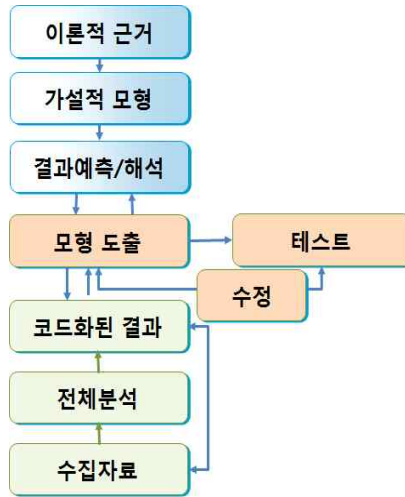 이론적 근거
가설적 모형
결과예측/해석
모형 도출
테스트
수정
코드화된 결과
전체분석
수집자료